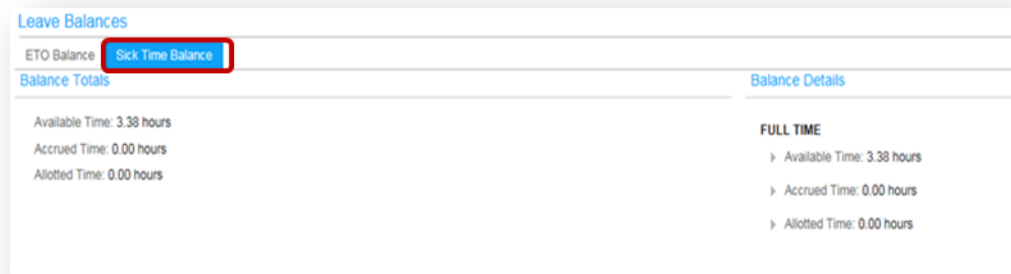 Leave Balances
ETO Balance Sick Time Balance
Balance Totals
Available Time: 3.38 hours
Accrued Time: 0.00 hours
Allotted Time: 0.00 hours
Balance Details
FULL TIME
Available Time: 3.38 hours
Accrued Time: 0.00 hours
Allotted Time: 0.00 hours